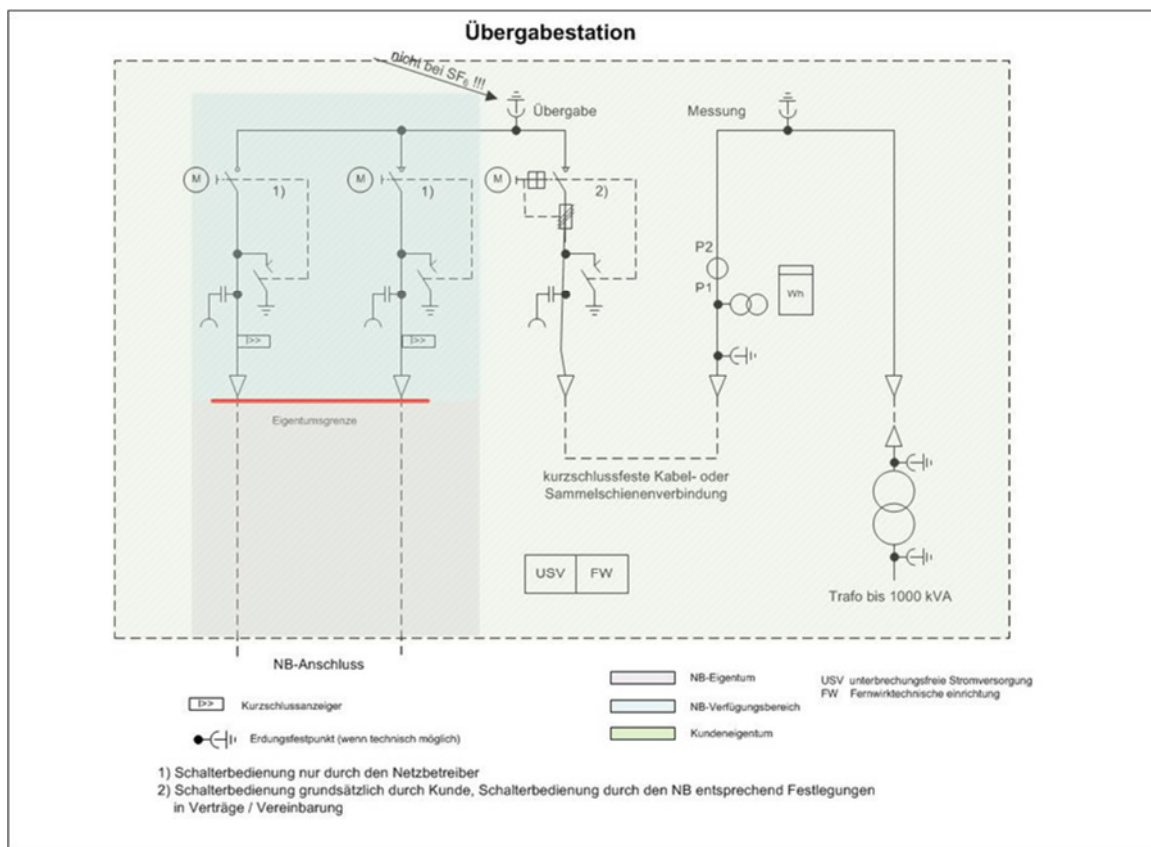 Übergabestation
nicht bei SF6 !!!
Übergabe
Messung
M
1)
M
1)
M
2)
P2
P1
Wh
I>>
I>>
Eigentumsgrenze
kurzschlussfeste Kabel- oder
Sammelschienenverbindung
USV
FW
Trafo bis 1000 kVA
NB-Anschluss
I>>
Kurzschlussanzeiger
Erdungsfestpunkt (wenn technisch möglich)
NB-Eigentum
NB-Verfügungsbereich
Kundeneigentum
USV unterbrechungsfreie Stromversorgung
FW Fernwirktechnische einrichtung
1) Schalterbedienung nur durch den Netzbetreiber
2) Schalterbedienung grundsätzlich durch Kunde, Schalterbedienung durch den NB entsprechend Festlegungen
in Verträge / Vereinbarung